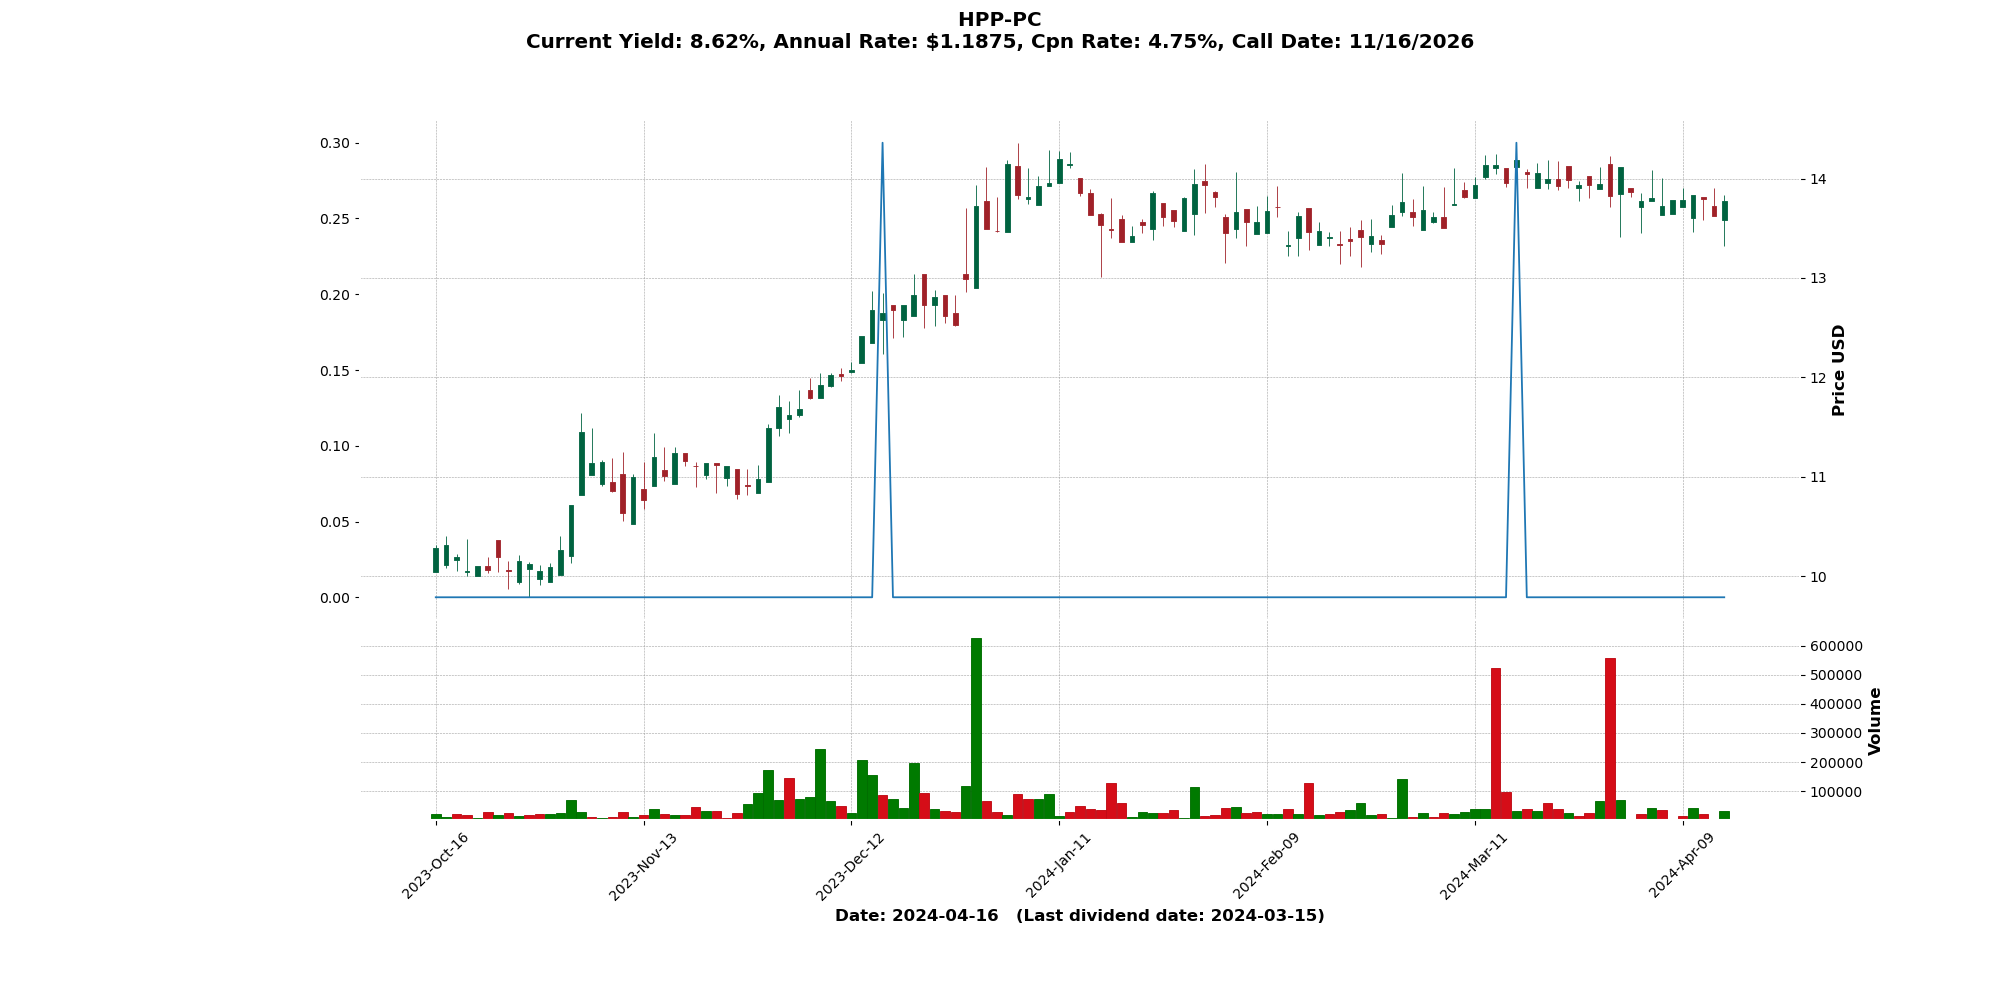 HPP-PC
Current Yield: 8.62%, Annual Rate: $1.1875, Cpn Rate: 4.75%, Call Date: 11/16/2026
0.30
0.25
0.20
0.15
0.10
0.05
0.00
14
13
12
11
10
Price USD
600000
500000
400000
300000
200000
100000
Volume
2023-Oct-16
2023-Nov-13
2023-Dec-12
2024-Jan-11
2024-Feb-09
2024-Mar-11
2024-Apr-09
Date: 2024-04-16   (Last dividend date: 2024-03-15)